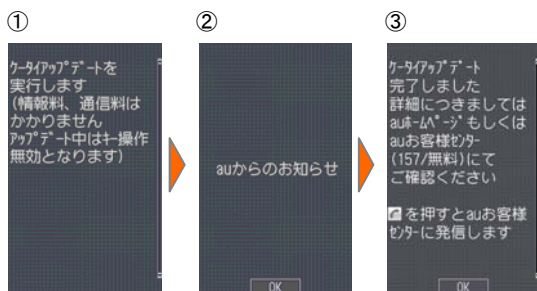 ①
ｹｰﾀｲｱｯﾌﾟﾃﾞｰﾄを
実行します
(情報料、通信料は
かかりません
ｱｯﾌﾟﾃﾞｰﾄ中はｷｰ操作
無効となります)
②
auからのお知らせ
OK
③
ｹｰﾀｲｱｯﾌﾟﾃﾞｰﾄ
完了しました
詳細につきましては
auﾎｰﾑﾍﾟｰｼﾞもしくは
auお客様ｾﾝﾀｰ
(157/無料)にて
ご確認ください
を押すとauお客様
ｾﾝﾀｰに発信します
OK